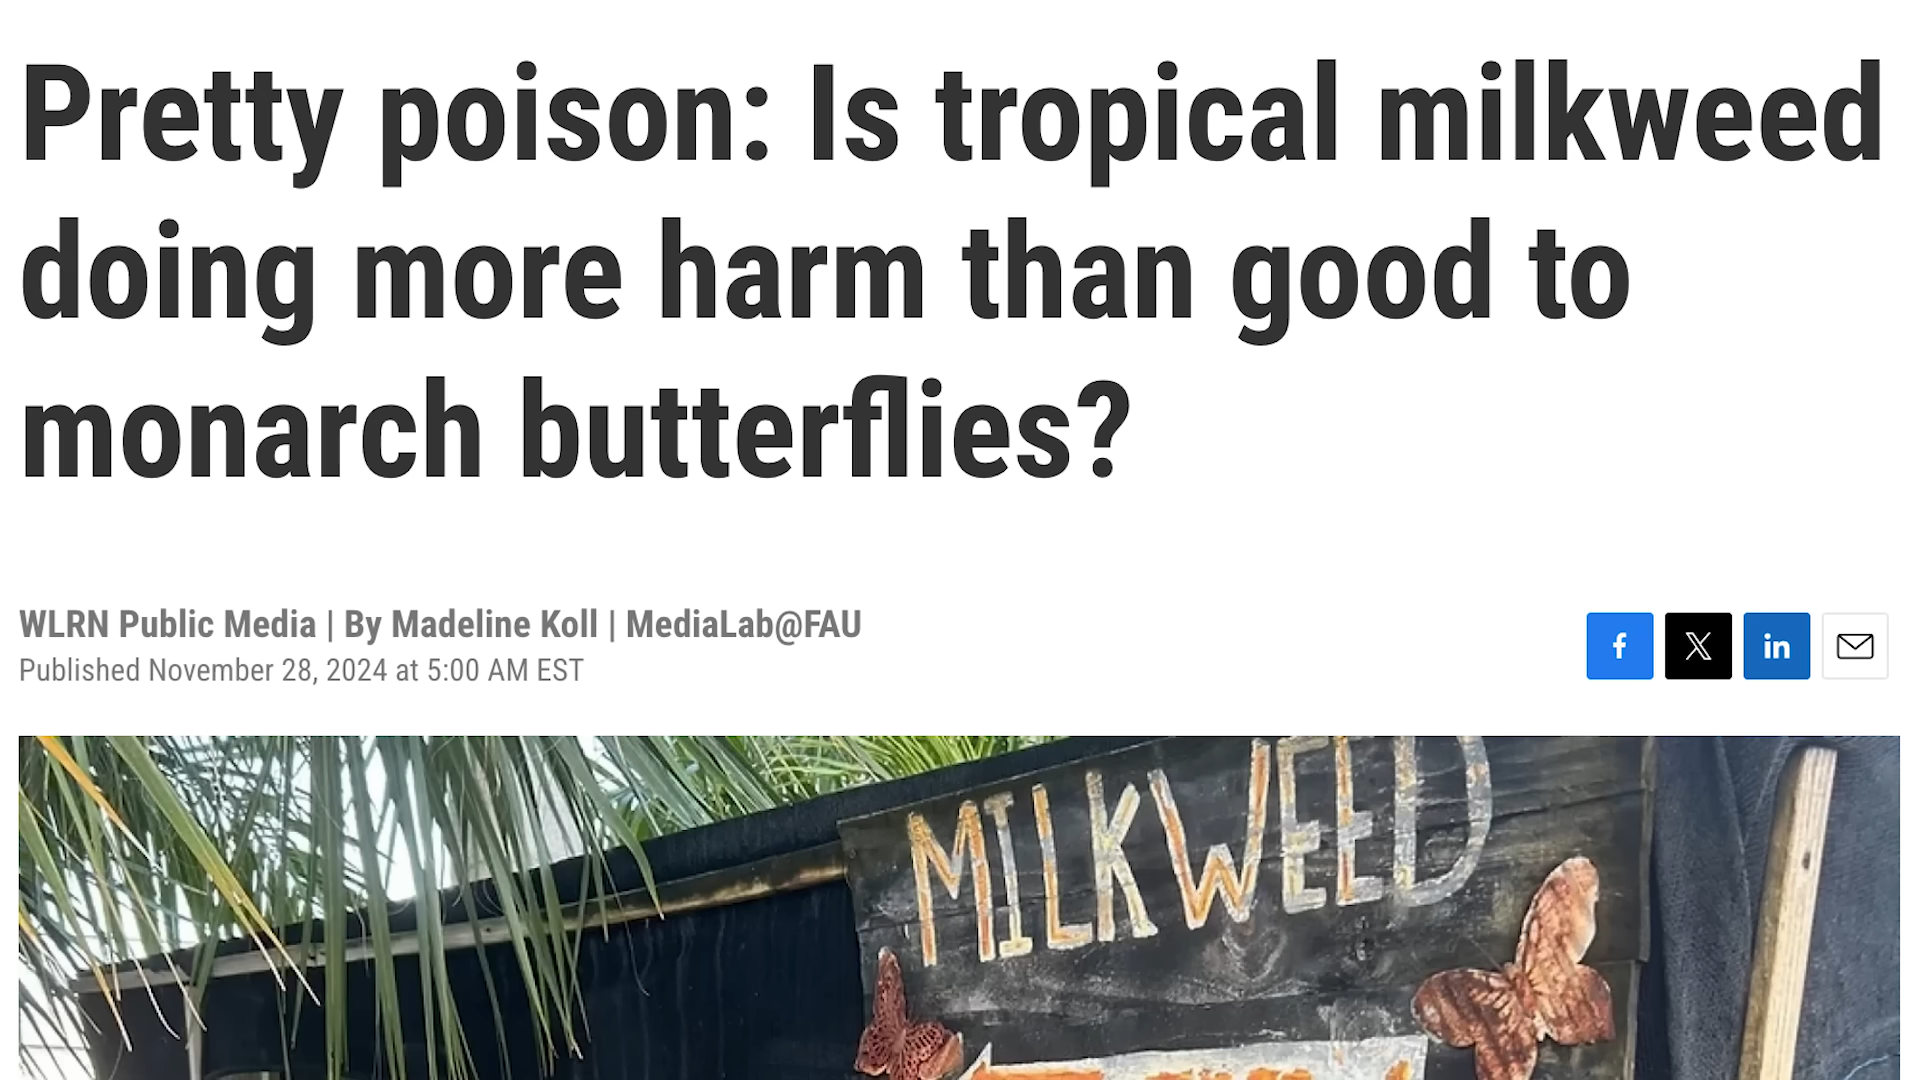 Pretty poison: Is tropical milkweed
doing more harm than good to
monarch butterflies?
WLRN Public Media | By Madeline Koll | MediaLab@FAU
Published November 28, 2024 at 5:00 AM EST
f X in
MILKWEED